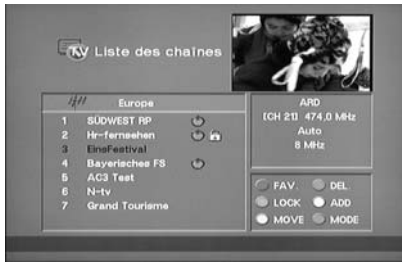 TV Liste des chaînes
All Europe
1 SÜDWEST RP
2 Hr-fernsehen
3 EinsFestival
4 Bayerisches FS
5 AC3 Test
6 N-tv
7 Grand Tourisme
ARD
[CH 21] 474,0 MHz
Auto
8 MHz
FAV. DEL.
LOCK ADD
MOVE MODE